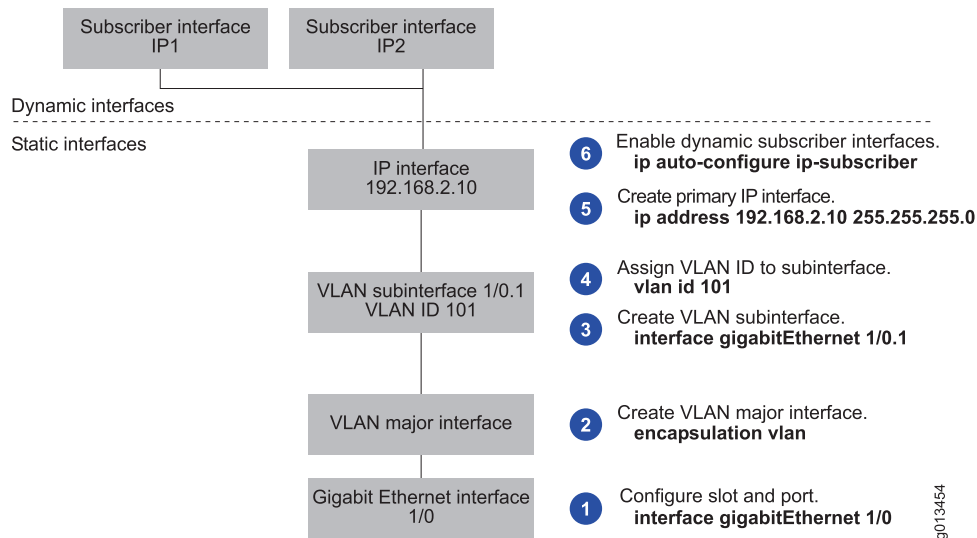 Subscriber interface
IP1
Subscriber interface
IP2
Dynamic interfaces
Static interfaces
IP interface
192.168.2.10
6
Enable dynamic subscriber interfaces.
ip auto-configure ip-subscriber
5
Create primary IP interface.
ip address 192.168.2.10 255.255.255.0
VLAN subinterface 1/0.1
VLAN ID 101
4
Assign VLAN ID to subinterface.
vlan id 101
3
Create VLAN subinterface.
interface gigabitEthernet 1/0.1
VLAN major interface
2
Create VLAN major interface.
encapsulation vlan
Gigabit Ethernet interface
1/0
1
Configure slot and port.
interface gigabitEthernet 1/0
g013454